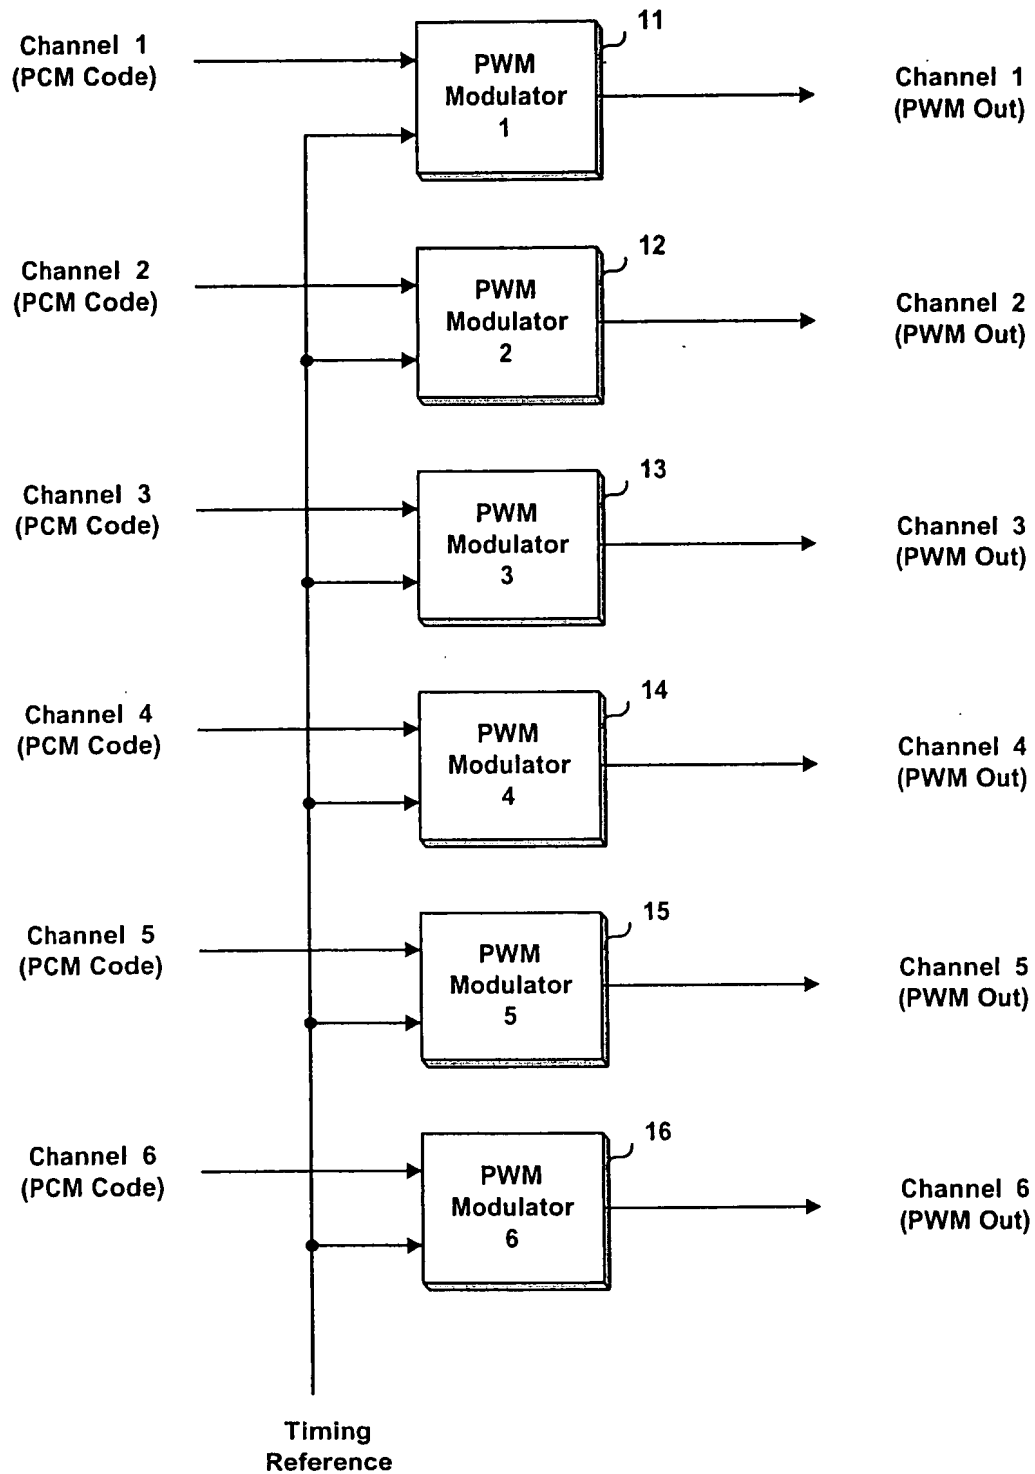 11
Channel 1
(PCM Code)
PWM
Modulator
1
Channel 1
(PWM Out)
12
Channel 2
(PCM Code)
PWM
Modulator
2
Channel 2
(PWM Out)
13
Channel 3
(PCM Code)
PWM
Modulator
3
Channel 3
(PWM Out)
14
Channel 4
(PCM Code)
PWM
Modulator
4
Channel 4
(PWM Out)
15
Channel 5
(PCM Code)
PWM
Modulator
5
Channel 5
(PWM Out)
16
Channel 6
(PCM Code)
PWM
Modulator
6
Channel 6
(PWM Out)
Timing
Reference